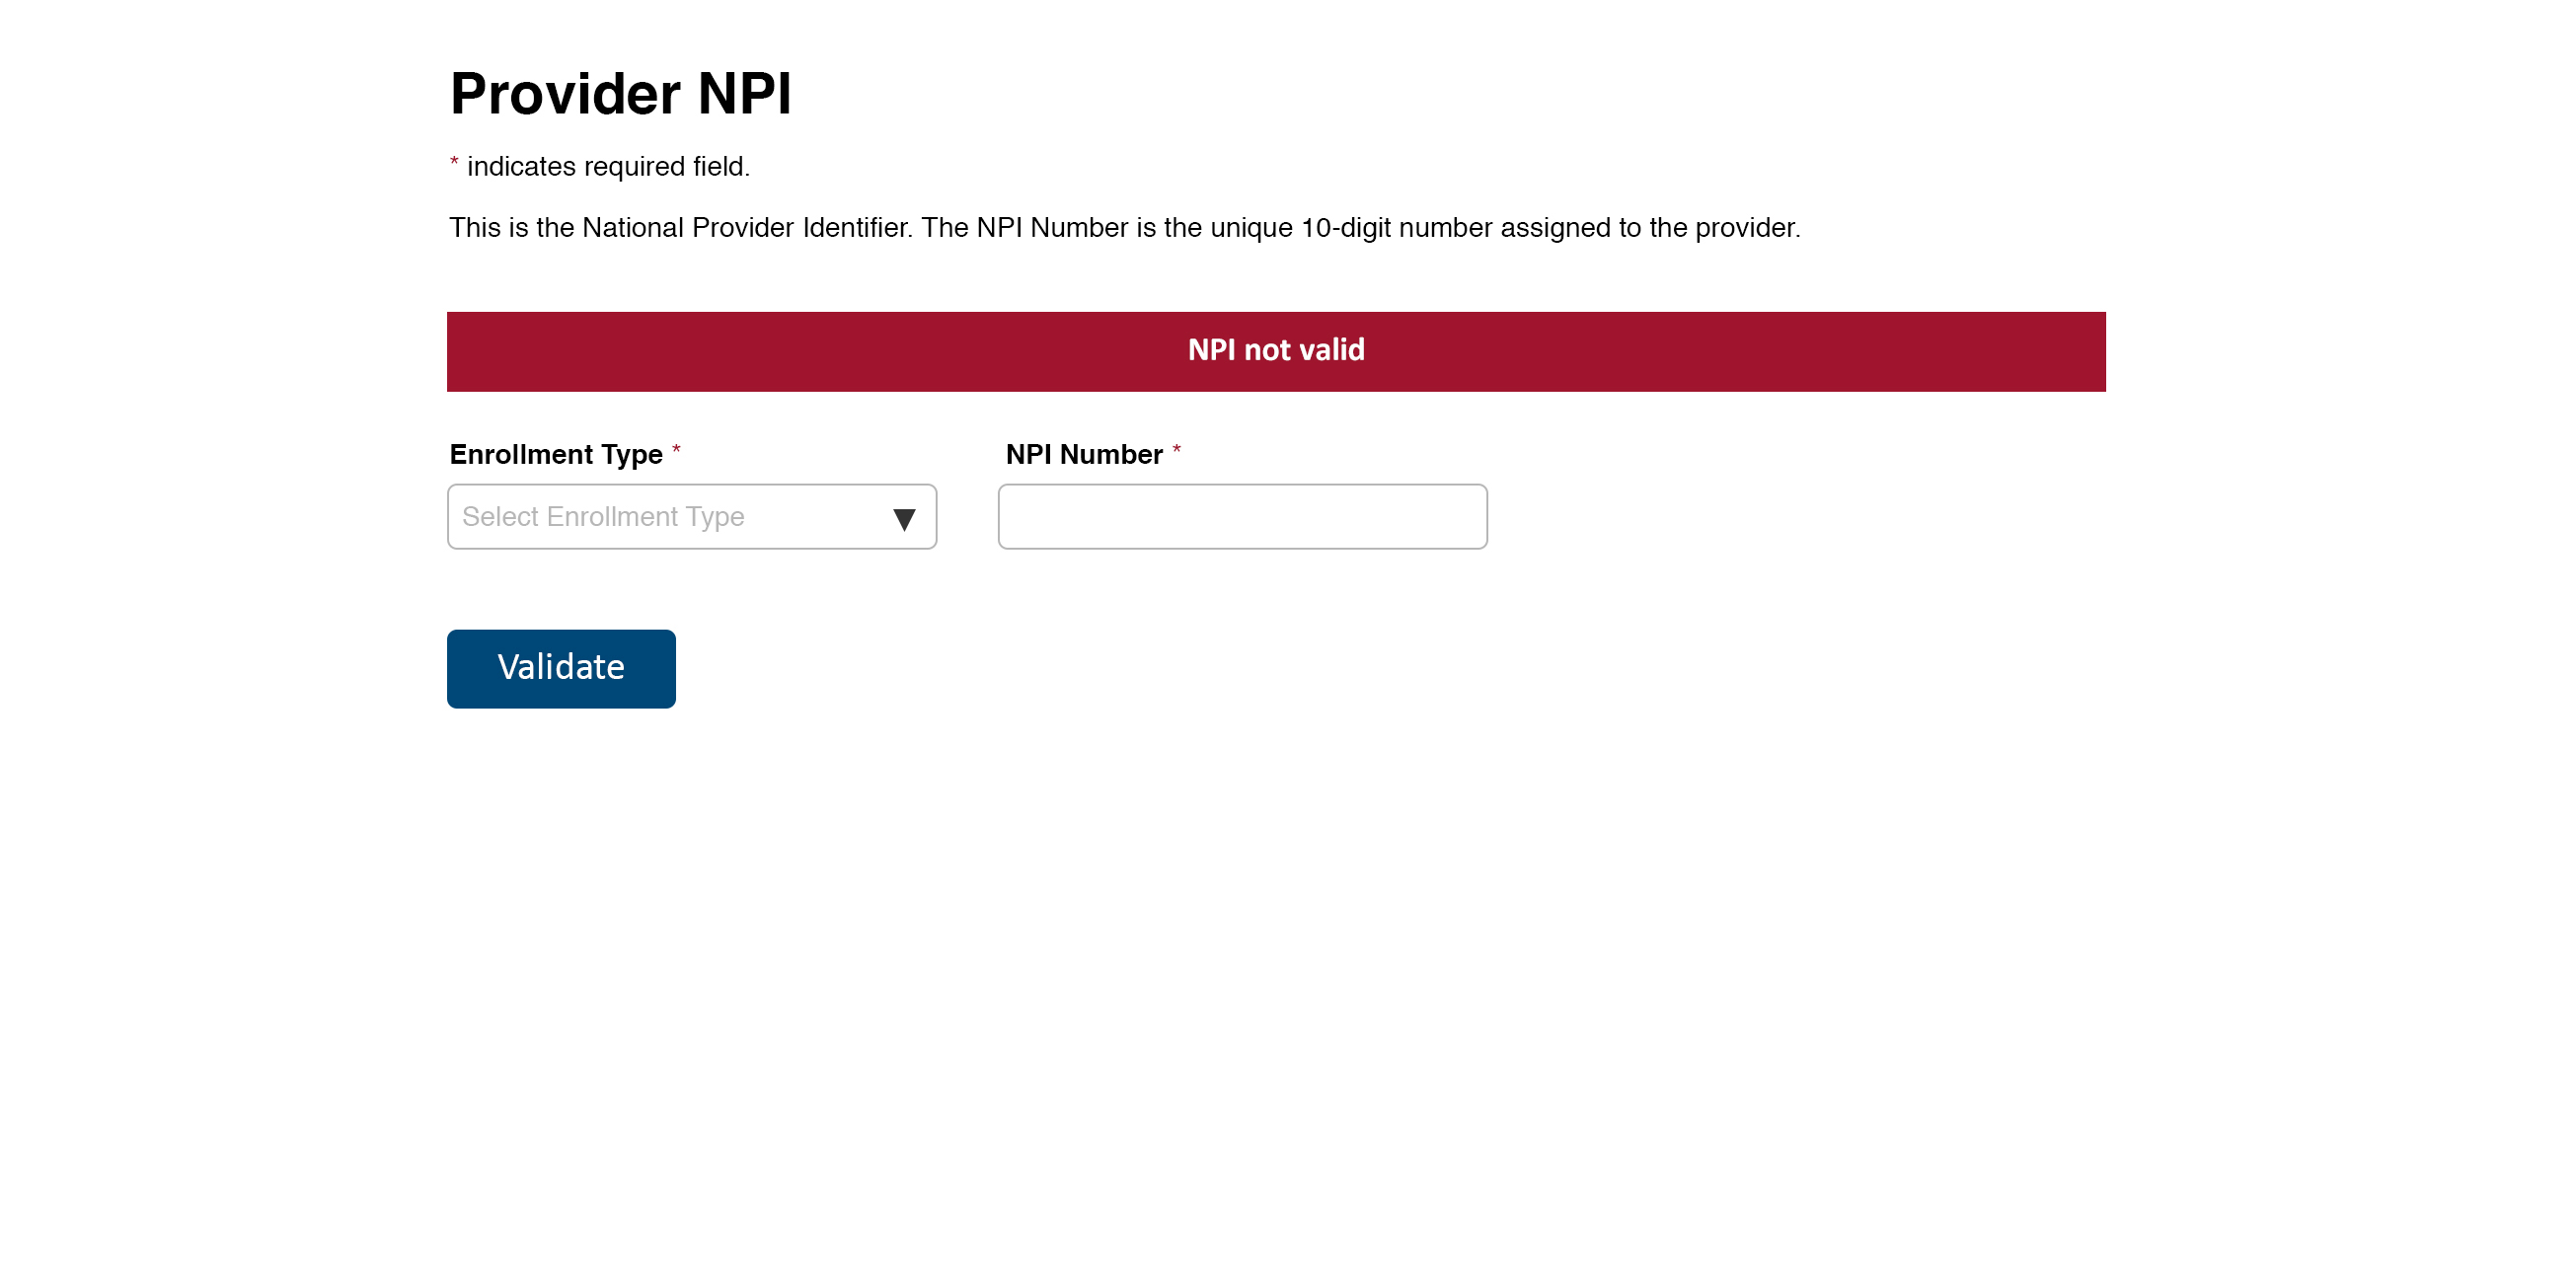 Provider NPI
* indicates required field.
This is the National Provider Identifier. The NPI Number is the unique 10-digit number assigned to the provider.
NPI not valid
Enrollment Type * NPI Number *
Select Enrollment Type
Validate